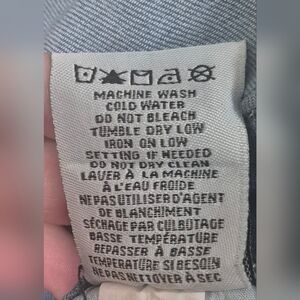 MACHINE WASH
COLD WATER
DO NOT BLEACH
TUMBLE DRY LOW
IRON ON LOW
SETTING IF NEEDED
DO NOT DRY CLEAN
LAVER À LA MACHINE
À L'EAU FROIDE
NE PAS UTILISER D'AGENT
DE BLANCHIMENT
SÉCHAGE PAR CULBUTAGE
BASSE TEMPÉRATURE
REPASSER À BASSE
TEMPÉRATURE SI BESOIN
NE PAS NETTOYER À SEC